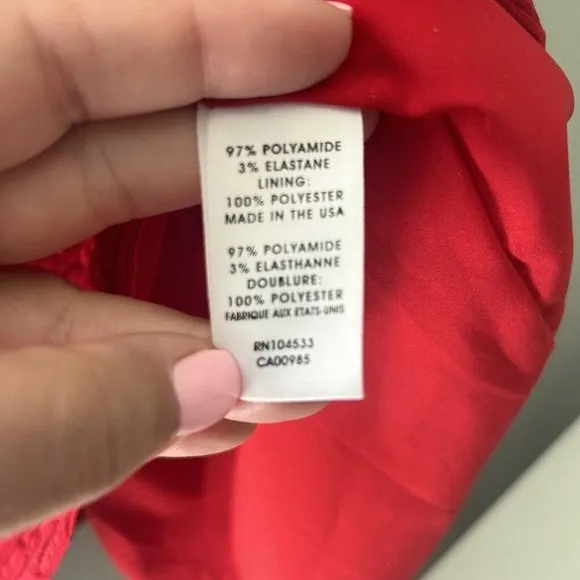 97% POLYAMIDE
3% ELASTANE
LINING:
100% POLYESTER
MADE IN THE USA
97% POLYAMIDE
3% ELASTHANNE
DOUBLURE:
100% POLYESTER
FABRIQUE AUX ETATS-UNIS
RN104533
CA00985